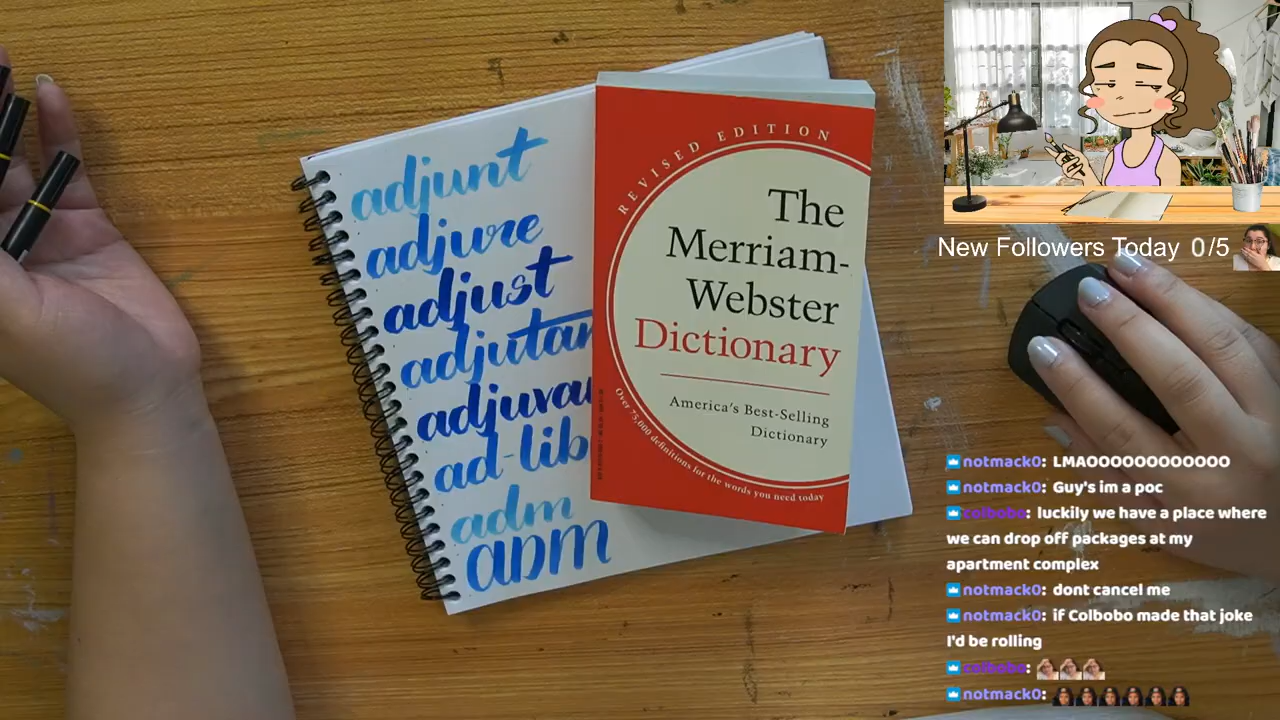 adjunt
adjure
adjust
adjutan
adjuva
ad-lib
adm
ADM
REVISED EDITION
The
Merriam-
Webster
Dictionary
America's Best-Selling
Dictionary
Over 75,000 definitions for the words you need today
New Followers Today 0/5
notmack0: LMAOOOOOOOOOOOO
notmack0: Guy's im a poc
colbobo: luckily we have a place where
we can drop off packages at my
apartment complex
notmack0: dont cancel me
notmack0: if Colbobo made that joke
I'd be rolling
colbobo:
notmack0: